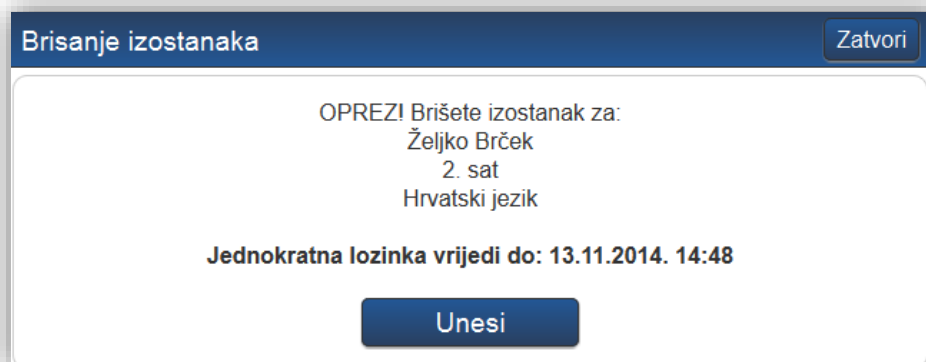 Brisanje izostanaka
Zatvori
OPREZ! Brišete izostanak za:
Željko Brček
2. sat
Hrvatski jezik
Jednokratna lozinka vrijedi do: 13.11.2014. 14:48
Unesi